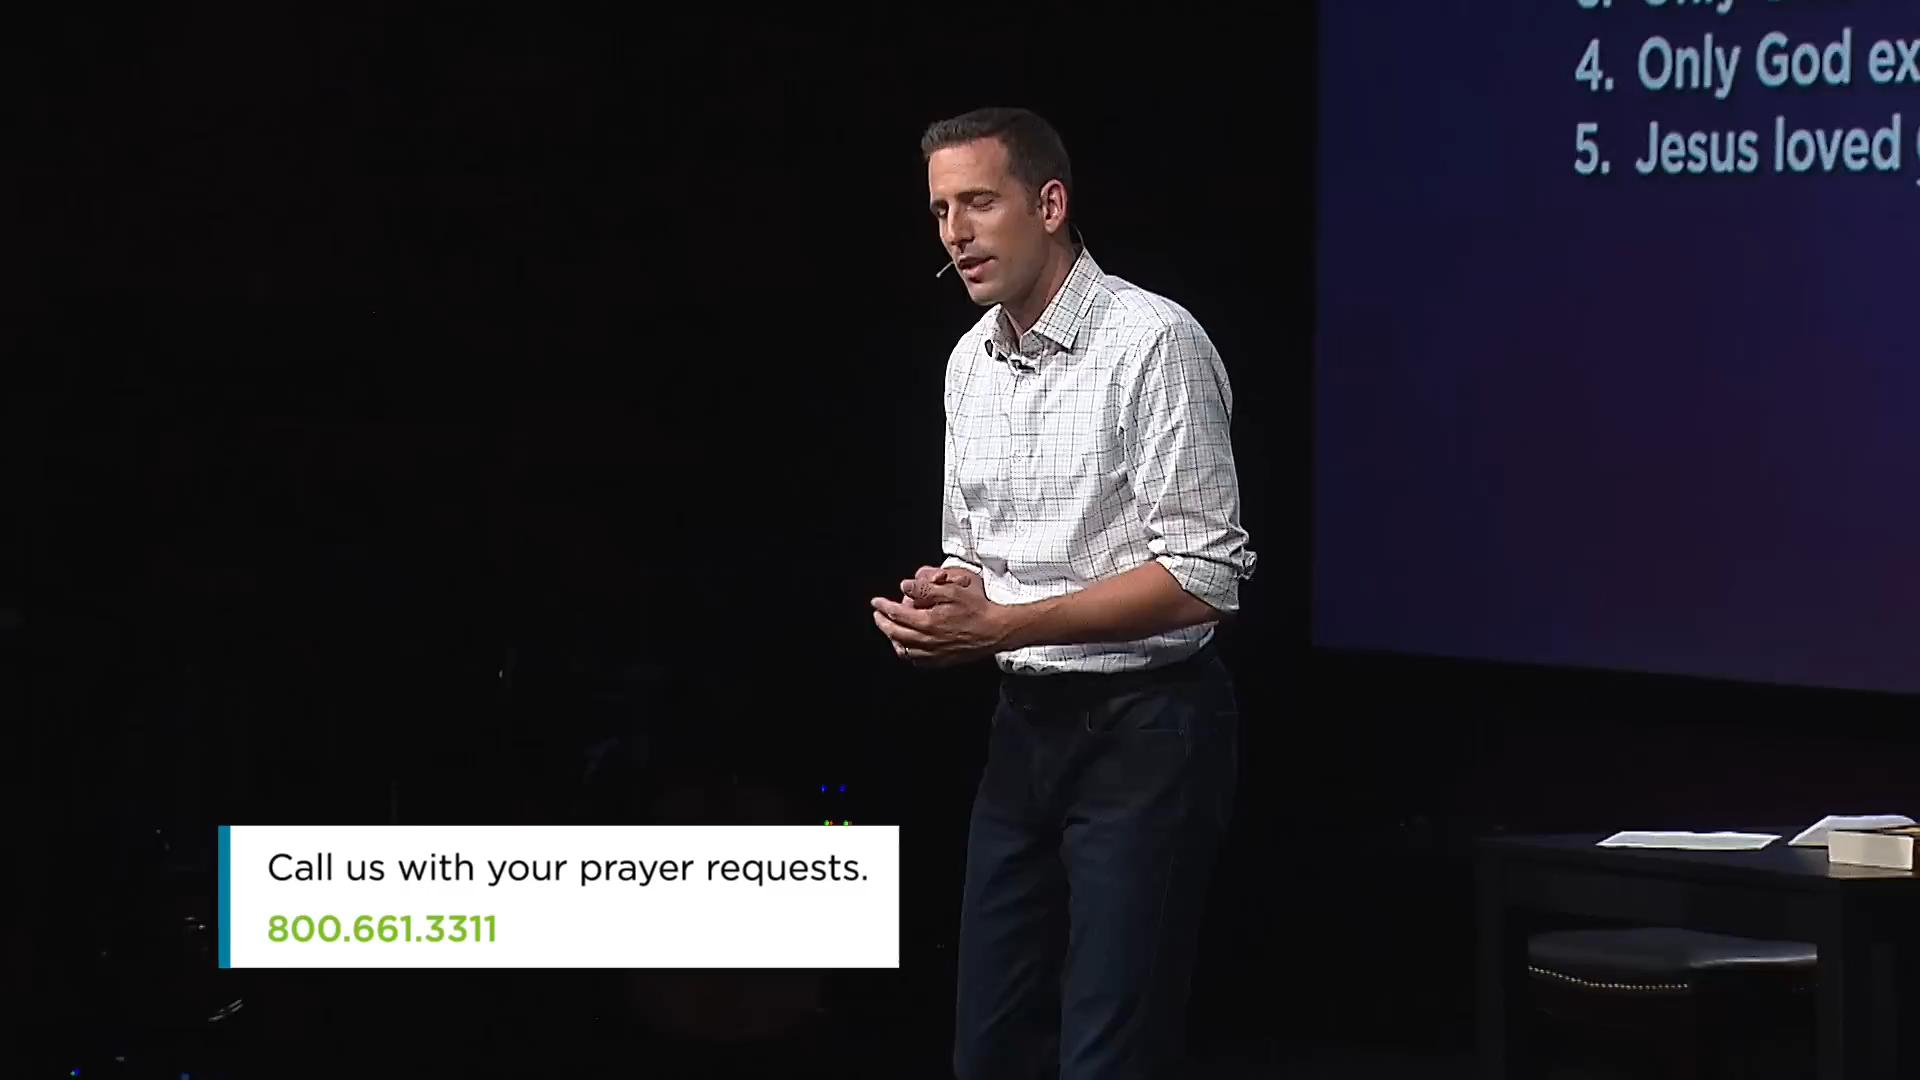 4. Only God ex
5. Jesus loved
Call us with your prayer requests.
800.661.3311